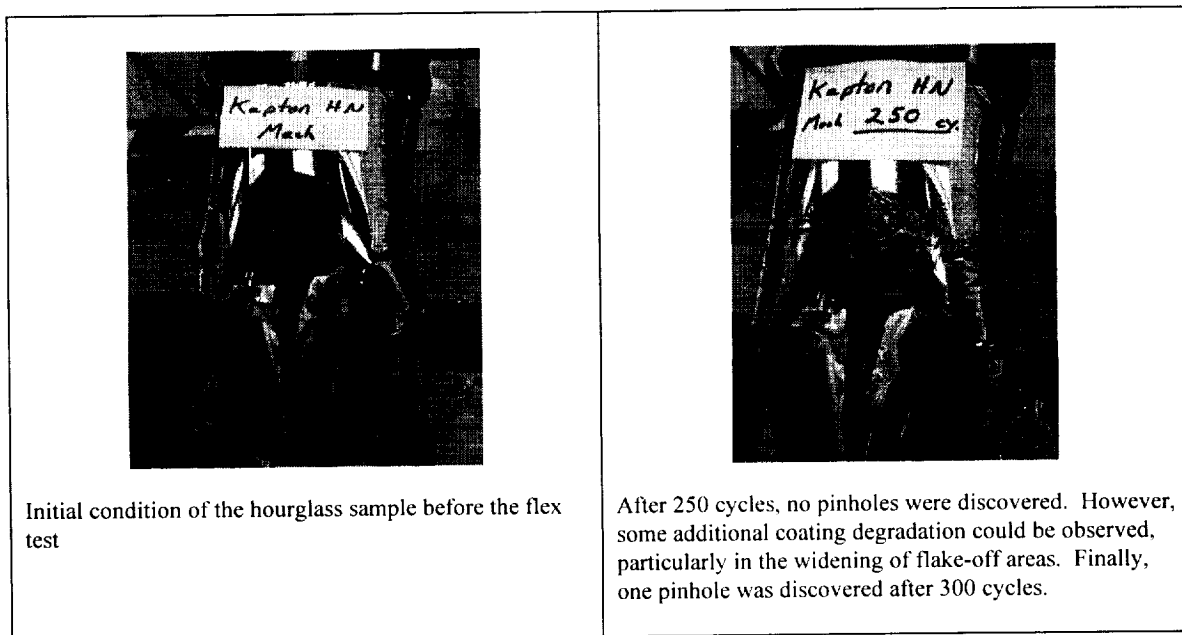 Kapton HN
Mech
Kapton HN
Mech 250 cy.
Initial condition of the hourglass sample before the flex
test
After 250 cycles, no pinholes were discovered. However,
some additional coating degradation could be observed,
particularly in the widening of flake-off areas. Finally,
one pinhole was discovered after 300 cycles.